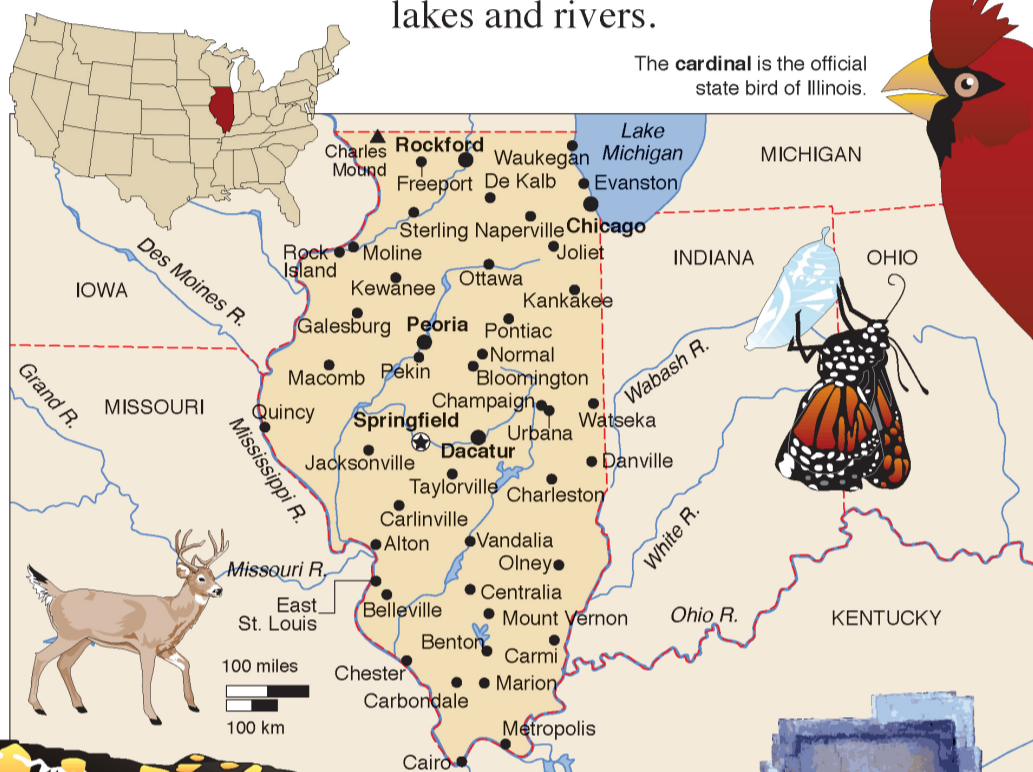 lakes and rivers.
The cardinal is the official
state bird of Illinois.
Lake
Michigan
MICHIGAN
Charles
Mound
Rockford
Waukegan
Freeport
De Kalb
Evanston
Sterling
Naperville
Chicago
Rock
Island
Moline
Joliet
INDIANA
OHIO
Des Moines R.
IOWA
Kewanee
Ottawa
Kankakee
Galesburg
Peoria
Pontiac
Normal
Macomb
Pekin
Bloomington
Wabash R.
Grand R.
MISSOURI
Quincy
Champaign
Springfield
Urbana
Watseka
Mississippi R.
Jacksonville
Dacatur
Danville
Taylorville
Charleston
Carlinville
White R.
Alton
Vandalia
Olney
Missouri R.
East
St. Louis
Belleville
Centralia
Mount Vernon
Ohio R.
KENTUCKY
Benton
Carmi
100 miles
100 km
Chester
Carbondale
Marion
Metropolis
Cairo